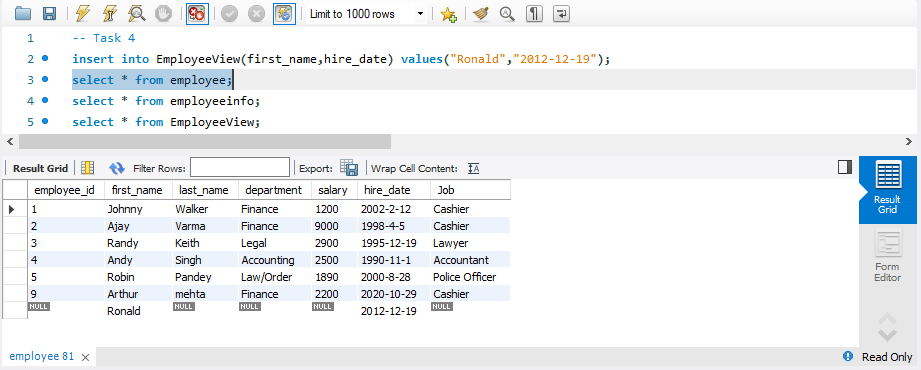 Limit to 1000 rows
1 -- Task 4
2 insert into EmployeeView(first_name,hire_date) values("Ronald","2012-12-19");
3 select * from employee;
4 select * from employeeinfo;
5 select * from EmployeeView;
Result Grid Filter Rows: Export: Wrap Cell Content: IA
employee_id first_name last_name department salary hire_date Job
1 Johnny Walker Finance 1200 2002-2-12 Cashier
2 Ajay Varma Finance 9000 1998-4-5 Cashier
3 Randy Keith Legal 2900 1995-12-19 Lawyer
4 Andy Singh Accounting 2500 1990-11-1 Accountant
5 Robin Pandey Law/Order 1890 2000-8-28 Police Officer
9 Arthur mehta Finance 2200 2020-10-29 Cashier
NULL Ronald NULL NULL NULL 2012-12-19 NULL
Result
Grid
Form
Editor
employee 81 Read Only